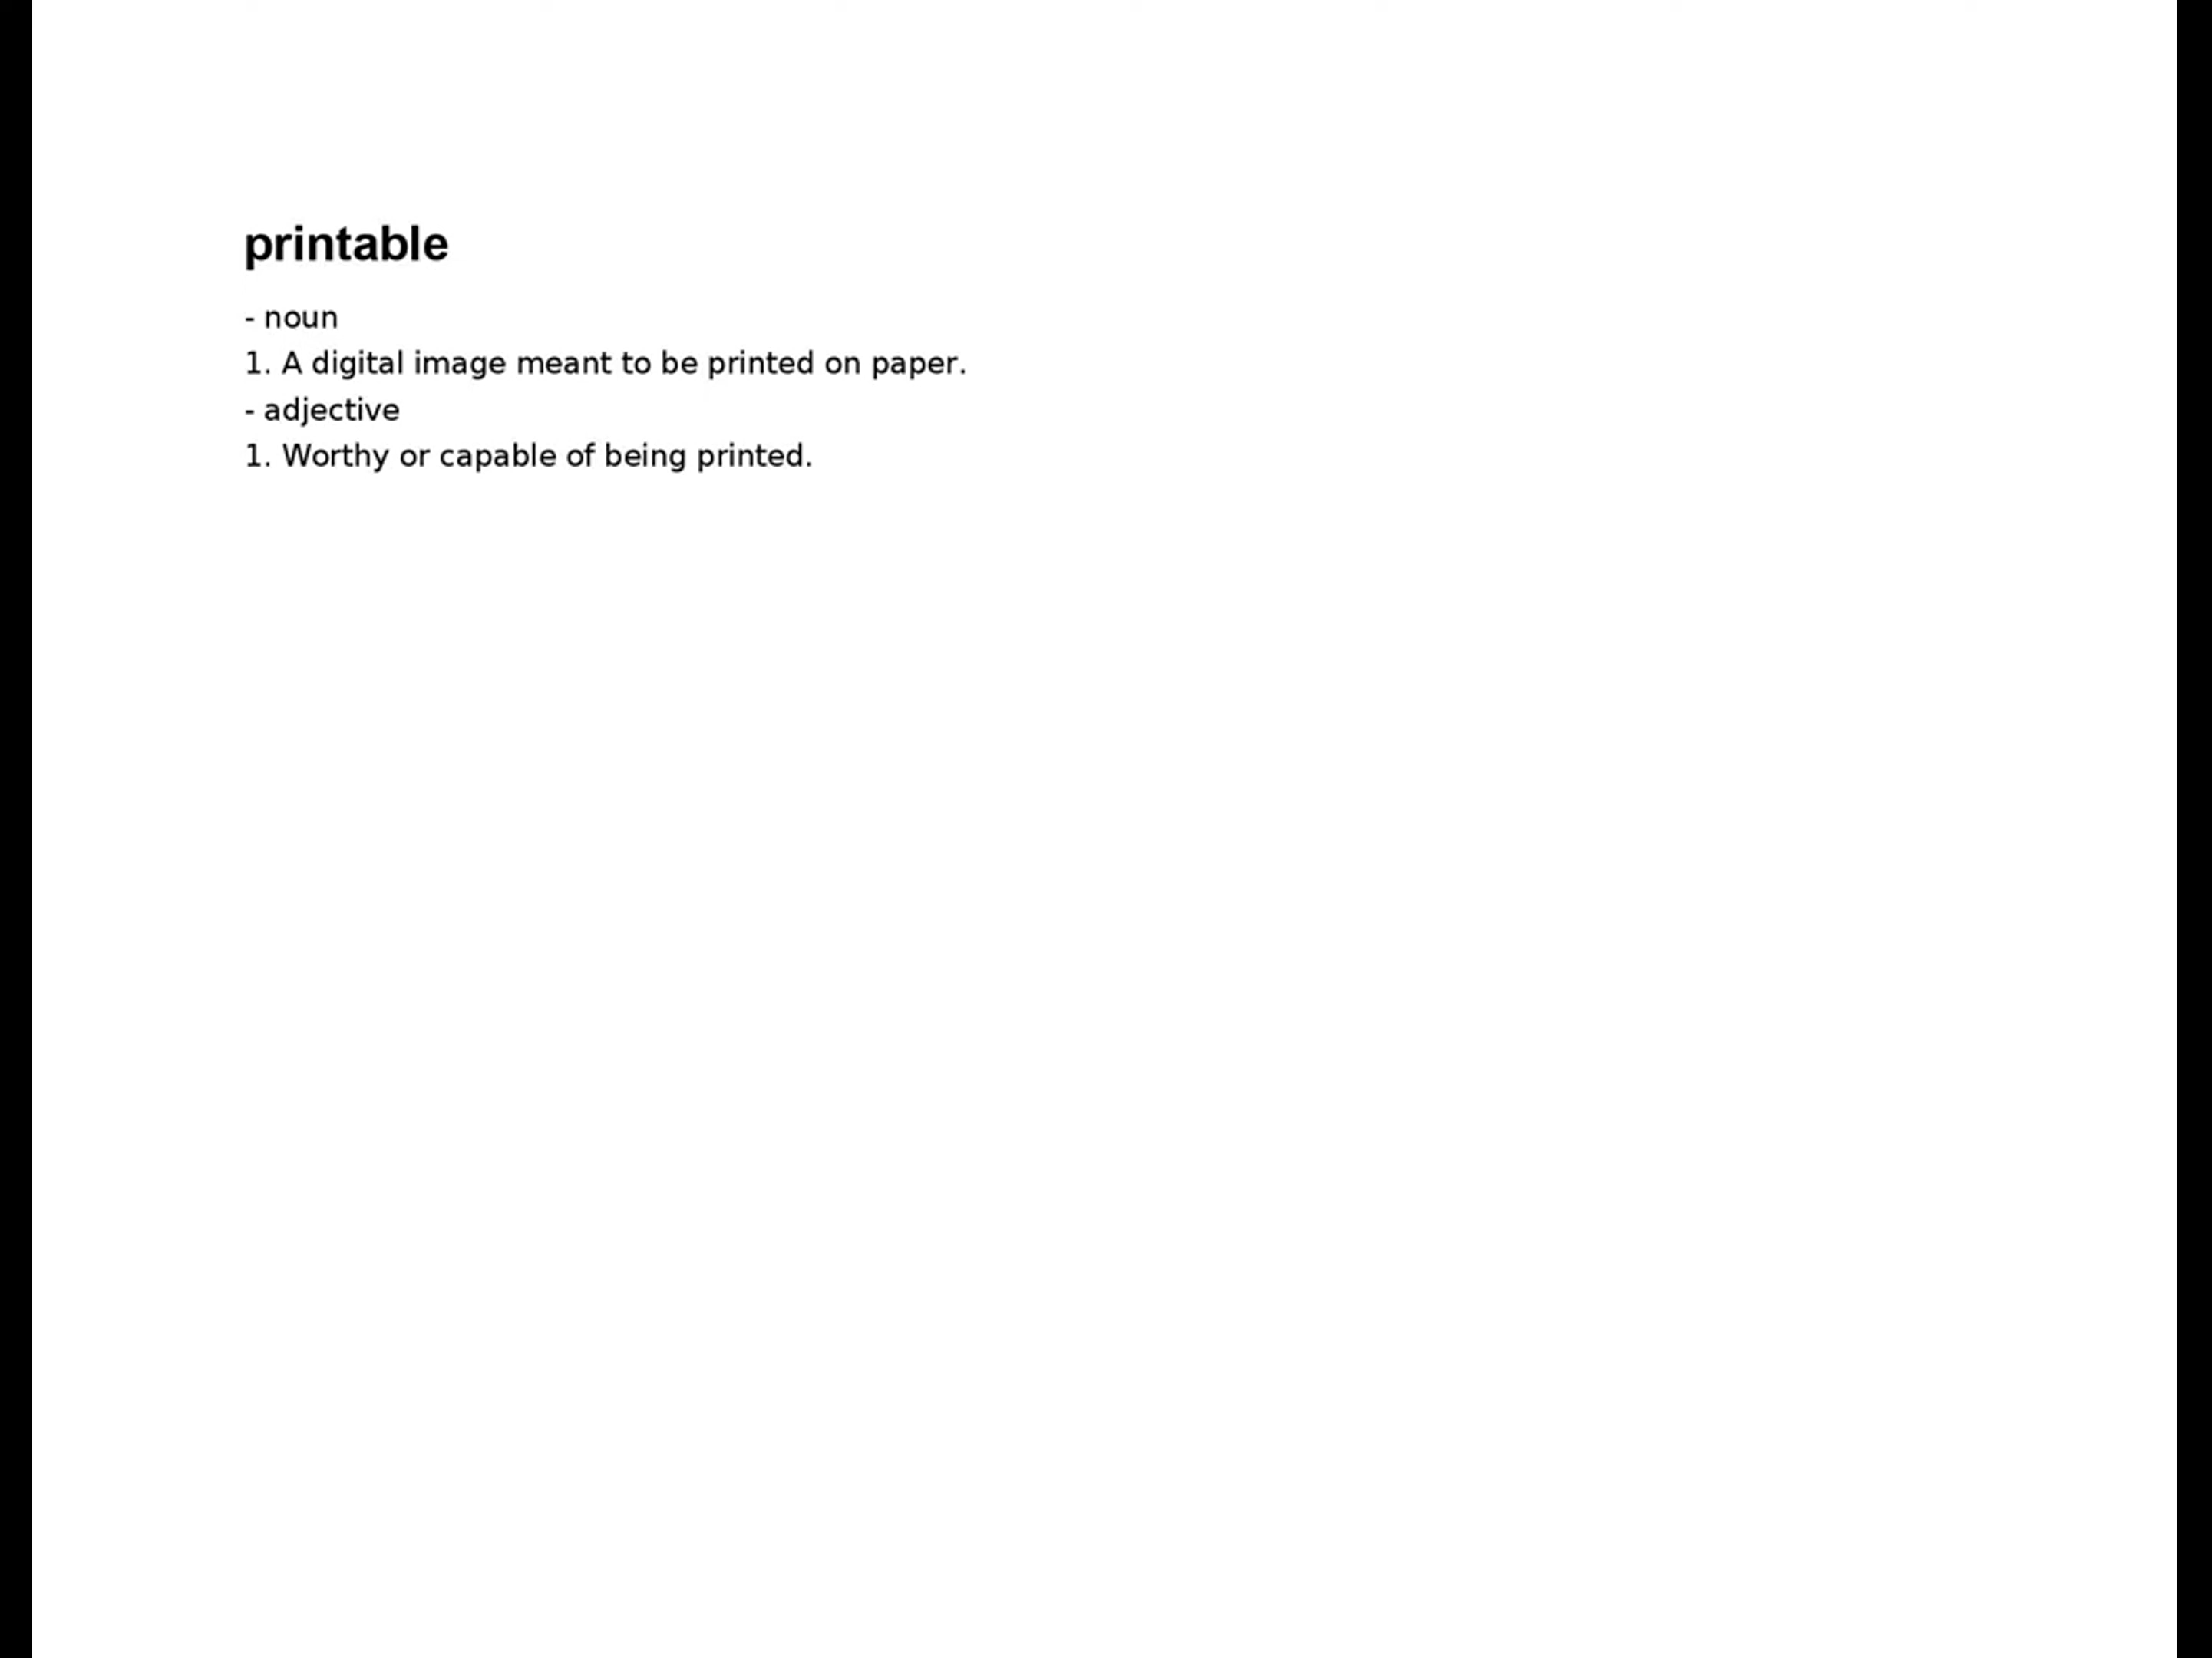 printable
- noun
1. A digital image meant to be printed on paper.
- adjective
1. Worthy or capable of being printed.